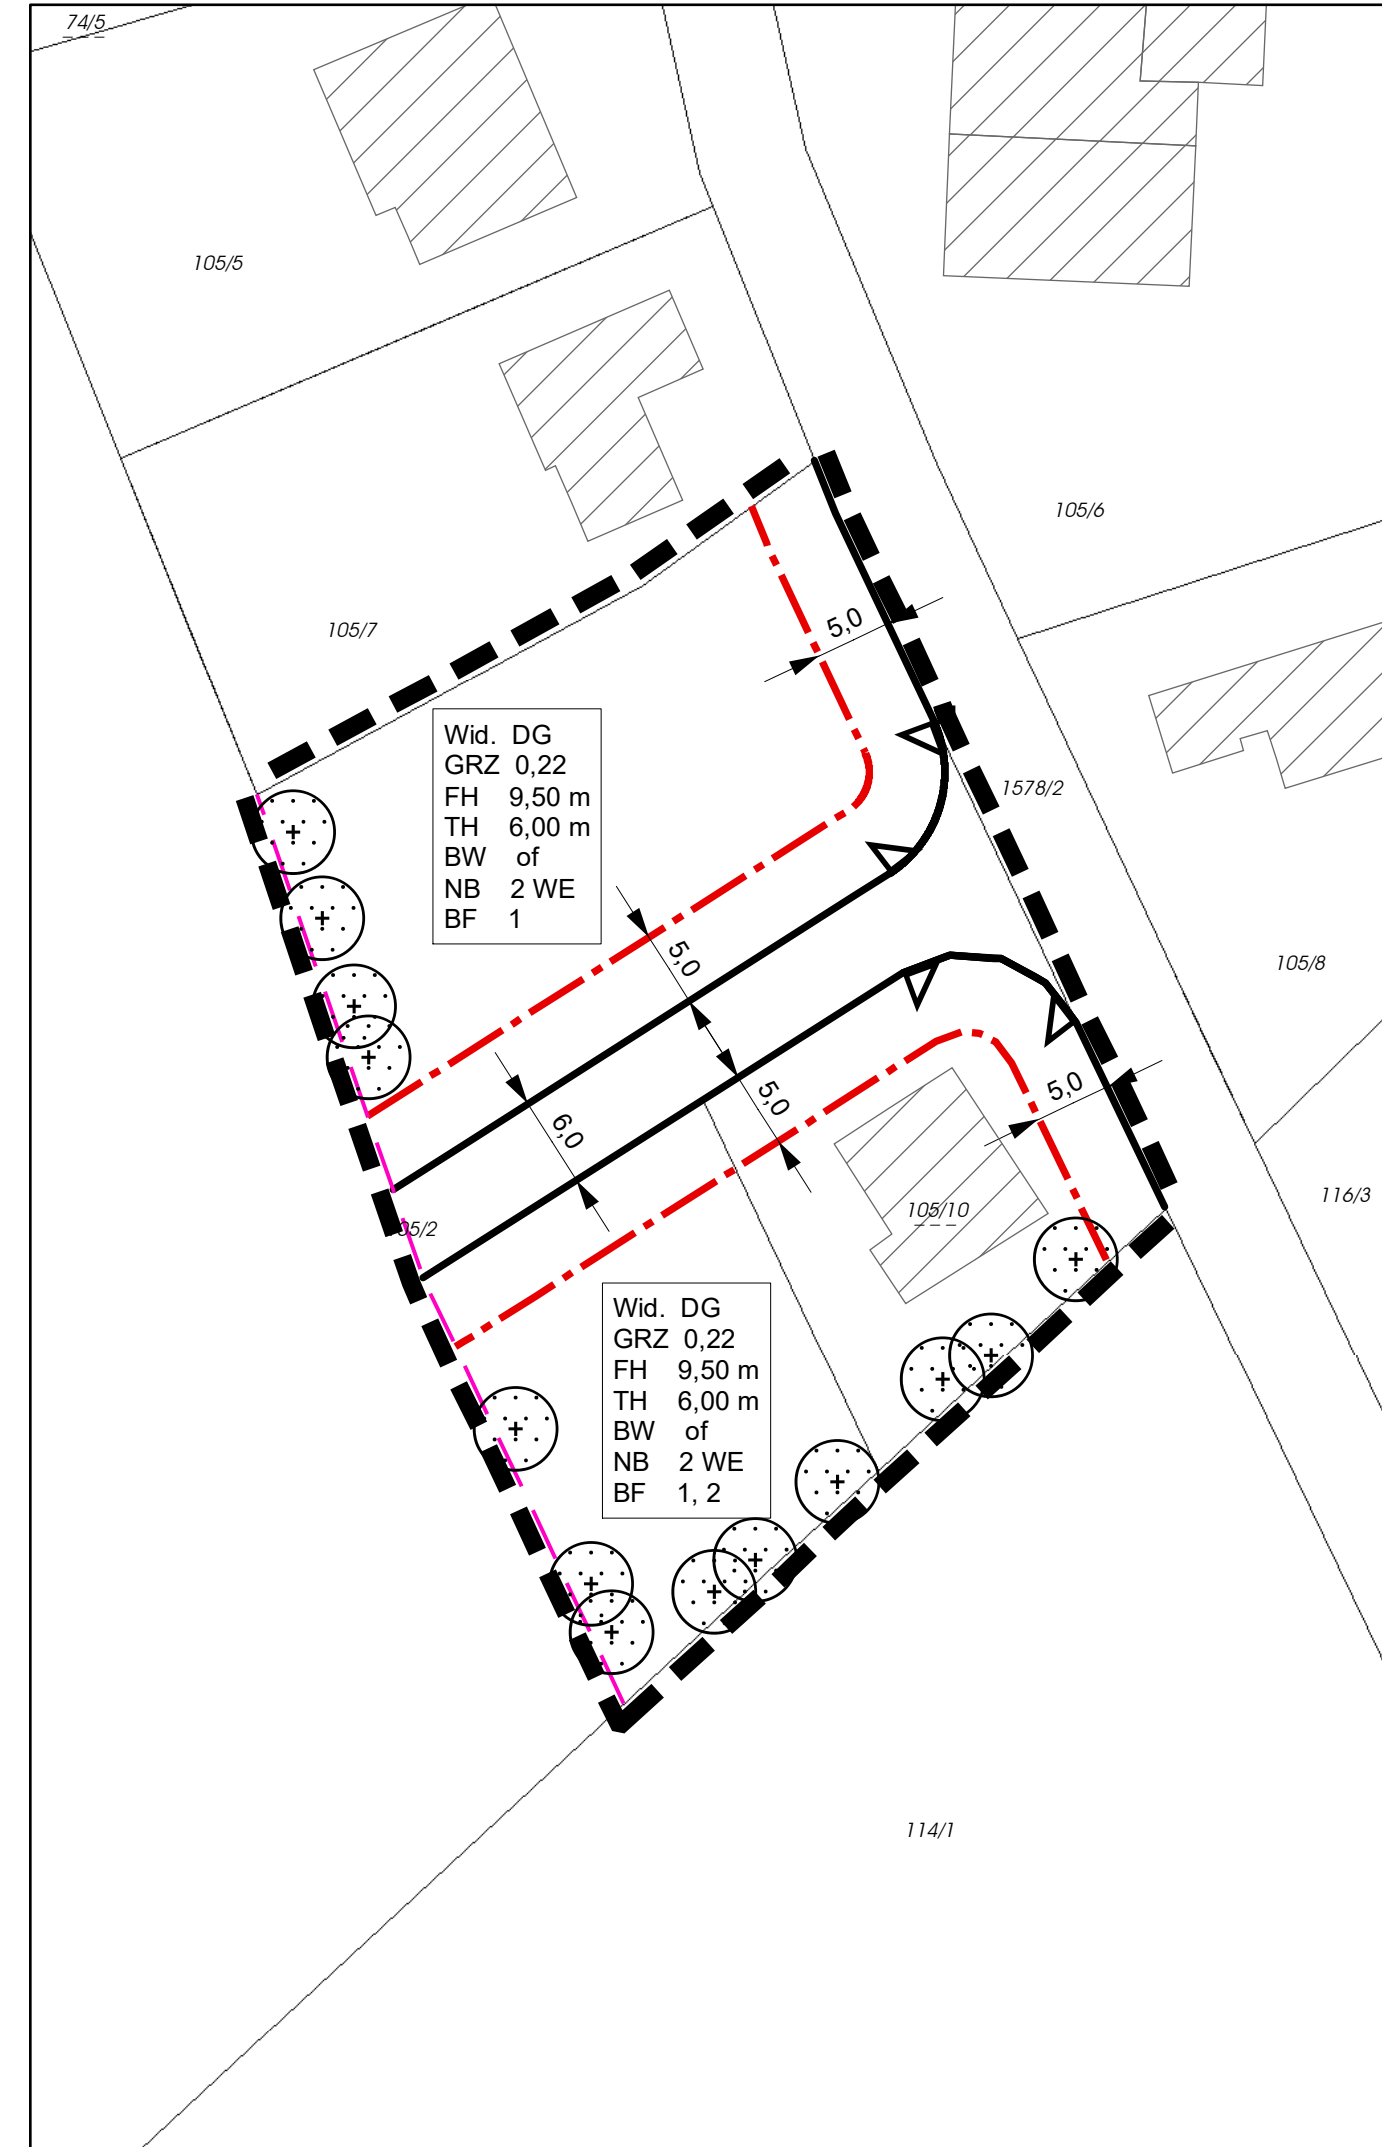 74/5
105/5
105/6
105/7
5,0
Wid. DG
GRZ 0,22
FH 9,50 m
TH 6,00 m
BW of
NB 2 WE
BF 1
1578/2
5,0
105/8
5,0
5,0
6,0
116/3
105/10
Wid. DG
GRZ 0,22
FH 9,50 m
TH 6,00 m
BW of
NB 2 WE
BF 1, 2
114/1